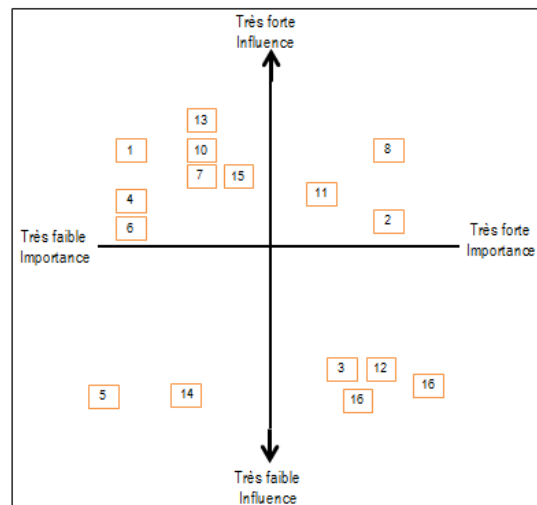 Très forte
Influence
13
1
10
8
7
15
11
4
2
6
Très faible
Importance
Très forte
Importance
3
12
16
5
14
16
Très faible
Influence